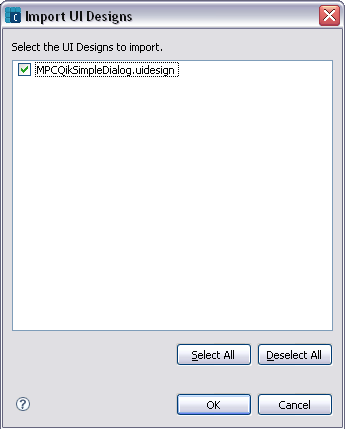 Import UI Designs
Select the UI Designs to import.
MPCQikSimpleDialog.uidesign
Select All Deselect All
OK Cancel